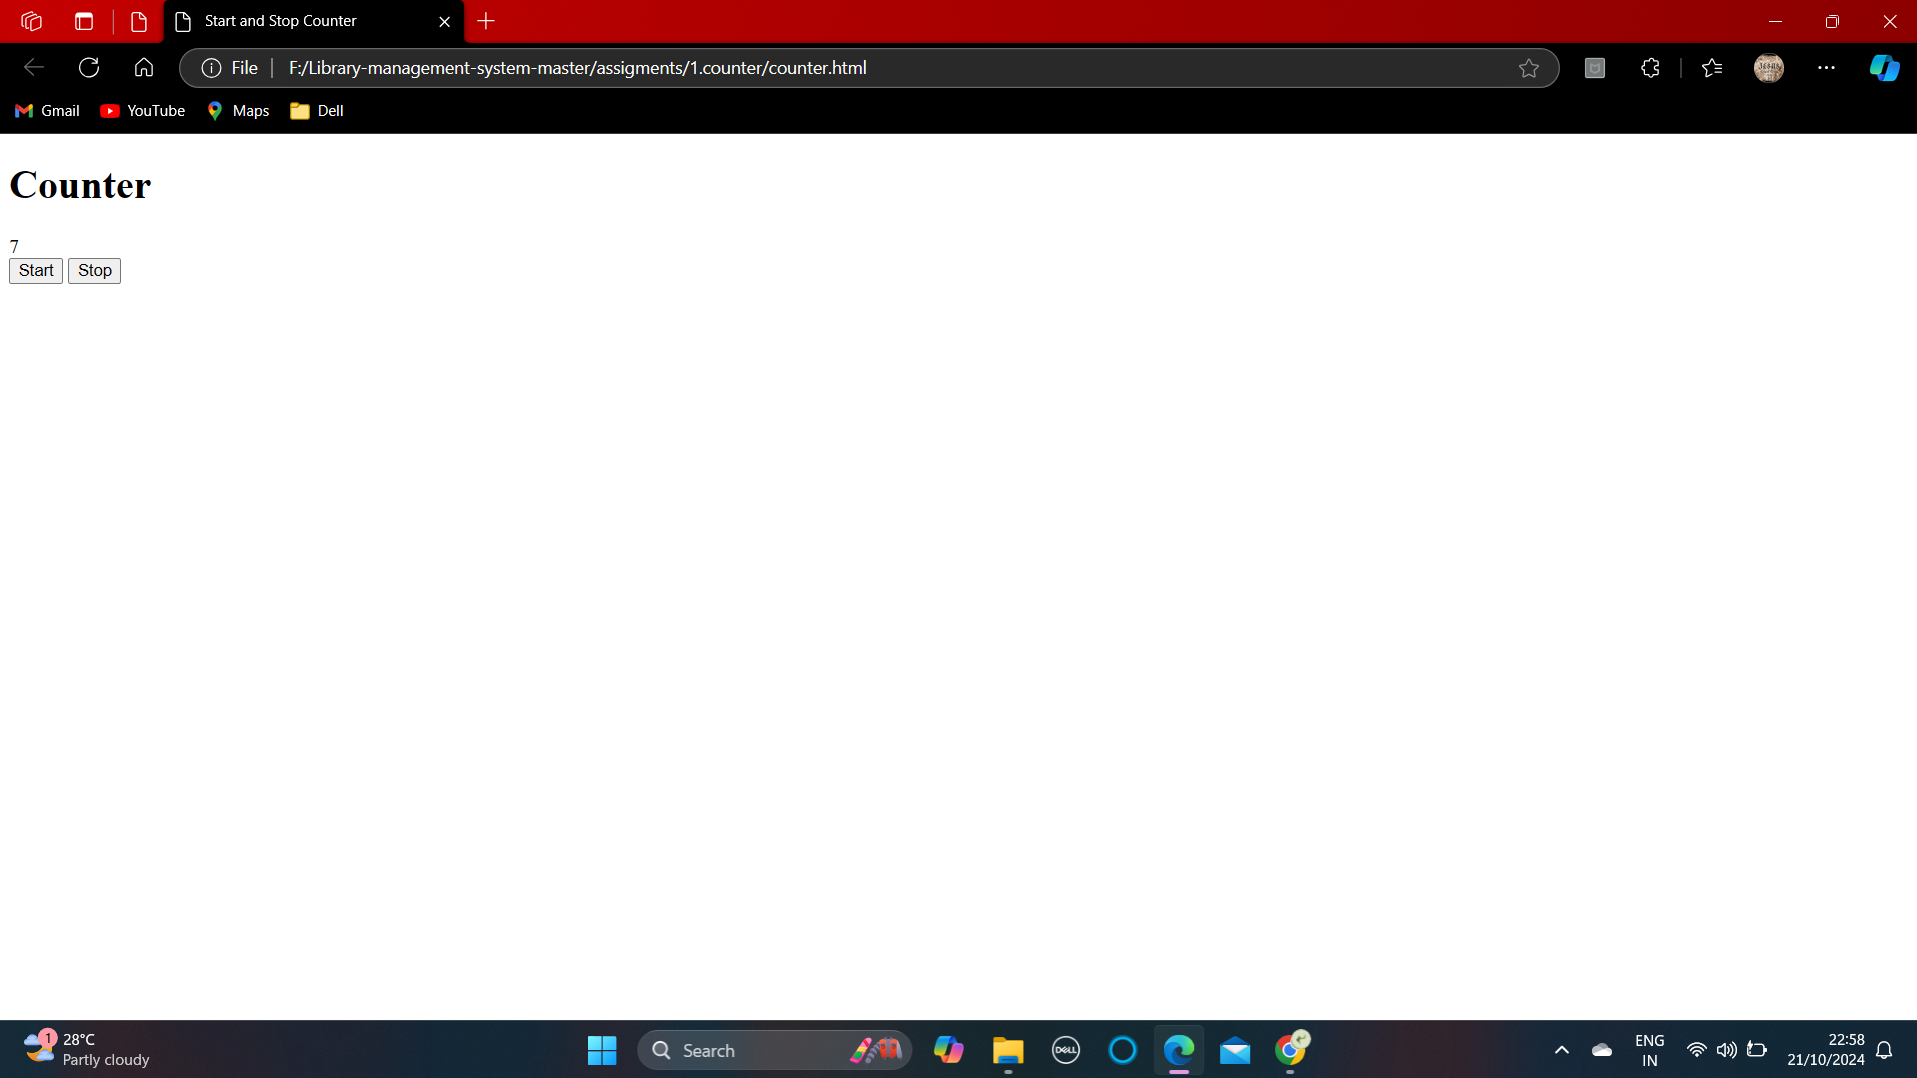 Start and Stop Counter
File F:/Library-management-system-master/assigments/1.counter/counter.html
Gmail YouTube Maps Dell
Counter
7
Start Stop
1 28°C
Partly cloudy
Search
DELL
ENG
IN
22:58
21/10/2024